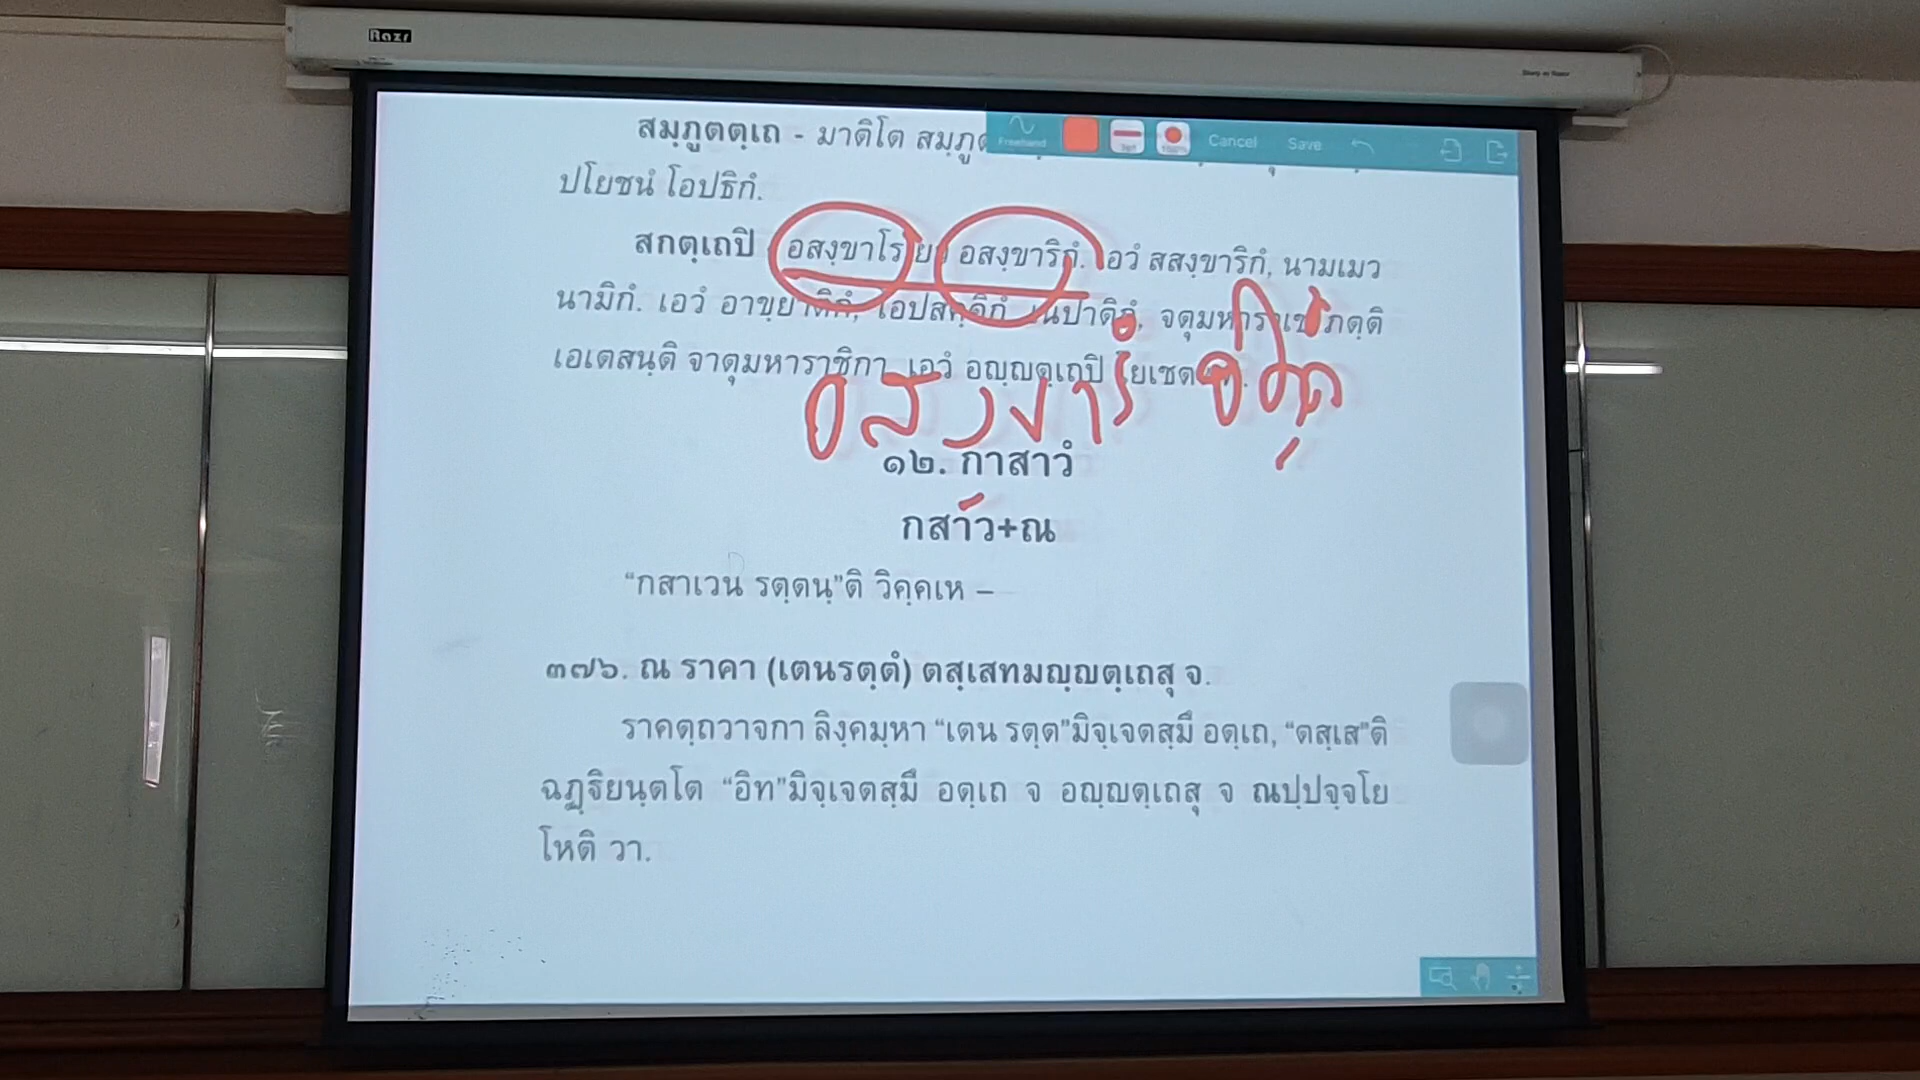 Razr
สมฺภูตตฺเถ - มาติโต สมฺภู
Freehand Cancel Save
ปโยชนํ โอปธิกํ.
สกตฺเถปิ อสงฺขาโร อสงฺขาริกํ. เอวํ สสงฺขาริกํ, นามเมว
นามิกํ. เอวํ อาขฺยาติกํ, โอปสคฺคิกํ เนปาติกํ, จตุมหาราเช ภตฺติ
เอเตสนฺติ จาตุมหาราชิกา เอวํ อญฺญตฺเถปิ
อสงขาร
๑๒. กาสาวํ
กสาว+ณ
“กสาเวน รตฺตนฺ”ติ วิคฺคเห –
๓๗๖. ณ ราคา (เตนรตฺตํ) ตสฺเสทมญฺญตฺเถสุ จ.
ราคตฺถวาจกา ลิงฺคมฺหา “เตน รตฺต”มิจฺเจตสฺมึ อตฺเถ, “ตสฺเส”ติ
ฉฏฺฐิยนฺตโต “อิท”มิจฺเจตสฺมึ อตฺเถ จ อญฺญตฺเถสุ จ ณปฺปจฺจโย
โหติ วา.